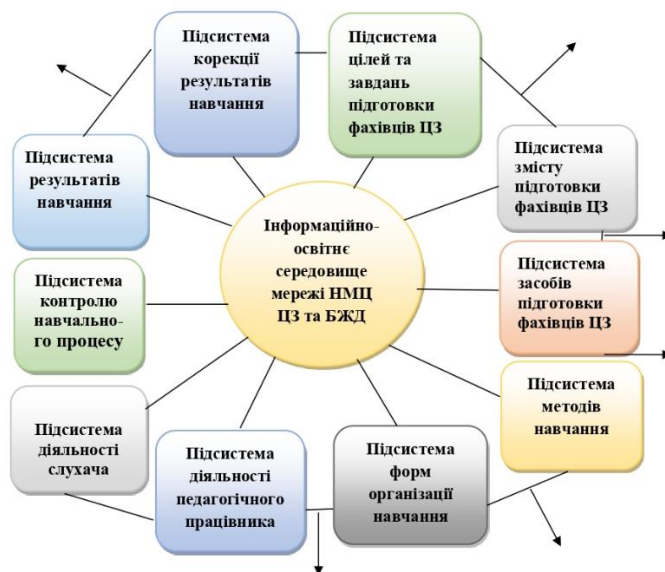 Підсистема
корекції
результатів
навчання
Підсистема
цілей та
завдань
підготовки
фахівців ЦЗ
Підсистема
змісту
підготовки
фахівців ЦЗ
Підсистема
засобів
підготовки
фахівців ЦЗ
Підсистема
методів
навчання
Підсистема
форм
організації
навчання
Підсистема
діяльності
педагогічного
працівника
Підсистема
діяльності
слухача
Підсистема
контролю
навчально-
го процесу
Підсистема
результатів
навчання
Інформаційно-
освітнє
середовище
мережі НМЦ
ЦЗ та БЖД